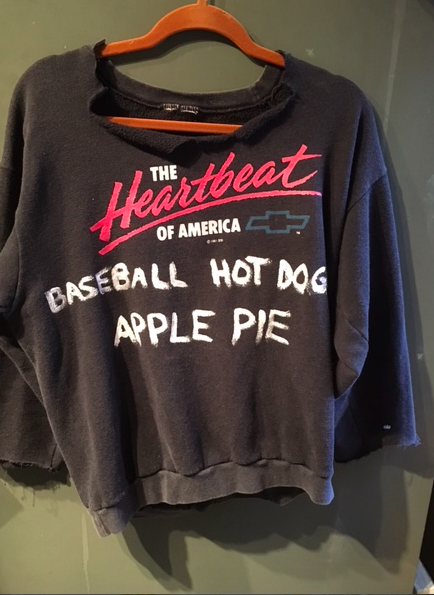 THE
Heartbeat
OF AMERICA
BASEBALL HOT DOG
APPLE PIE